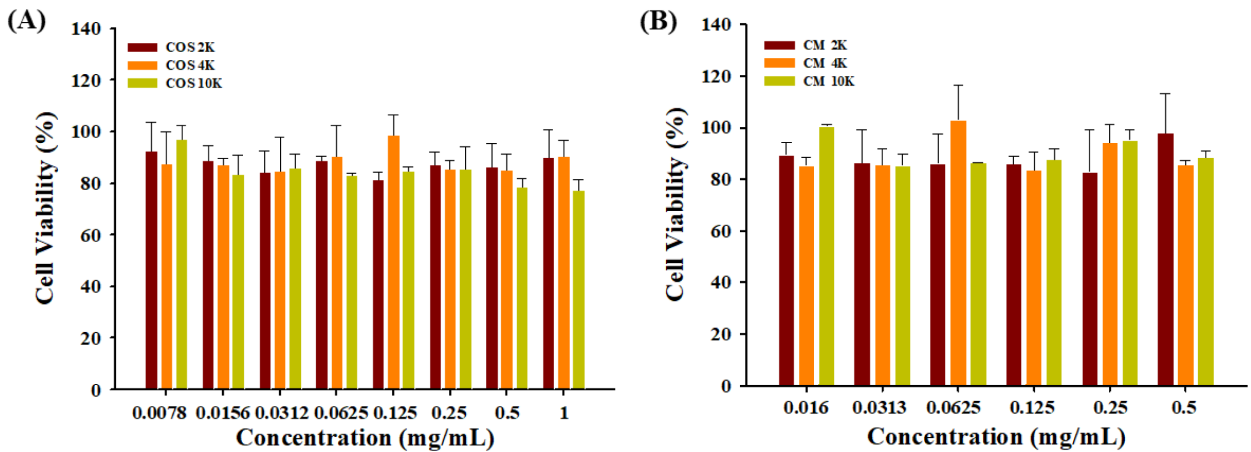 (A)
140
120
100
80
60
40
20
0
Cell Viability (%)
COS 2K
COS 4K
COS 10K
0.0078 0.0156 0.0312 0.0625 0.125 0.25 0.5 1
Concentration (mg/mL)
(B)
140
120
100
80
60
40
20
0
Cell Viability (%)
CM 2K
CM 4K
CM 10K
0.016 0.0313 0.0625 0.125 0.25 0.5
Concentration (mg/mL)